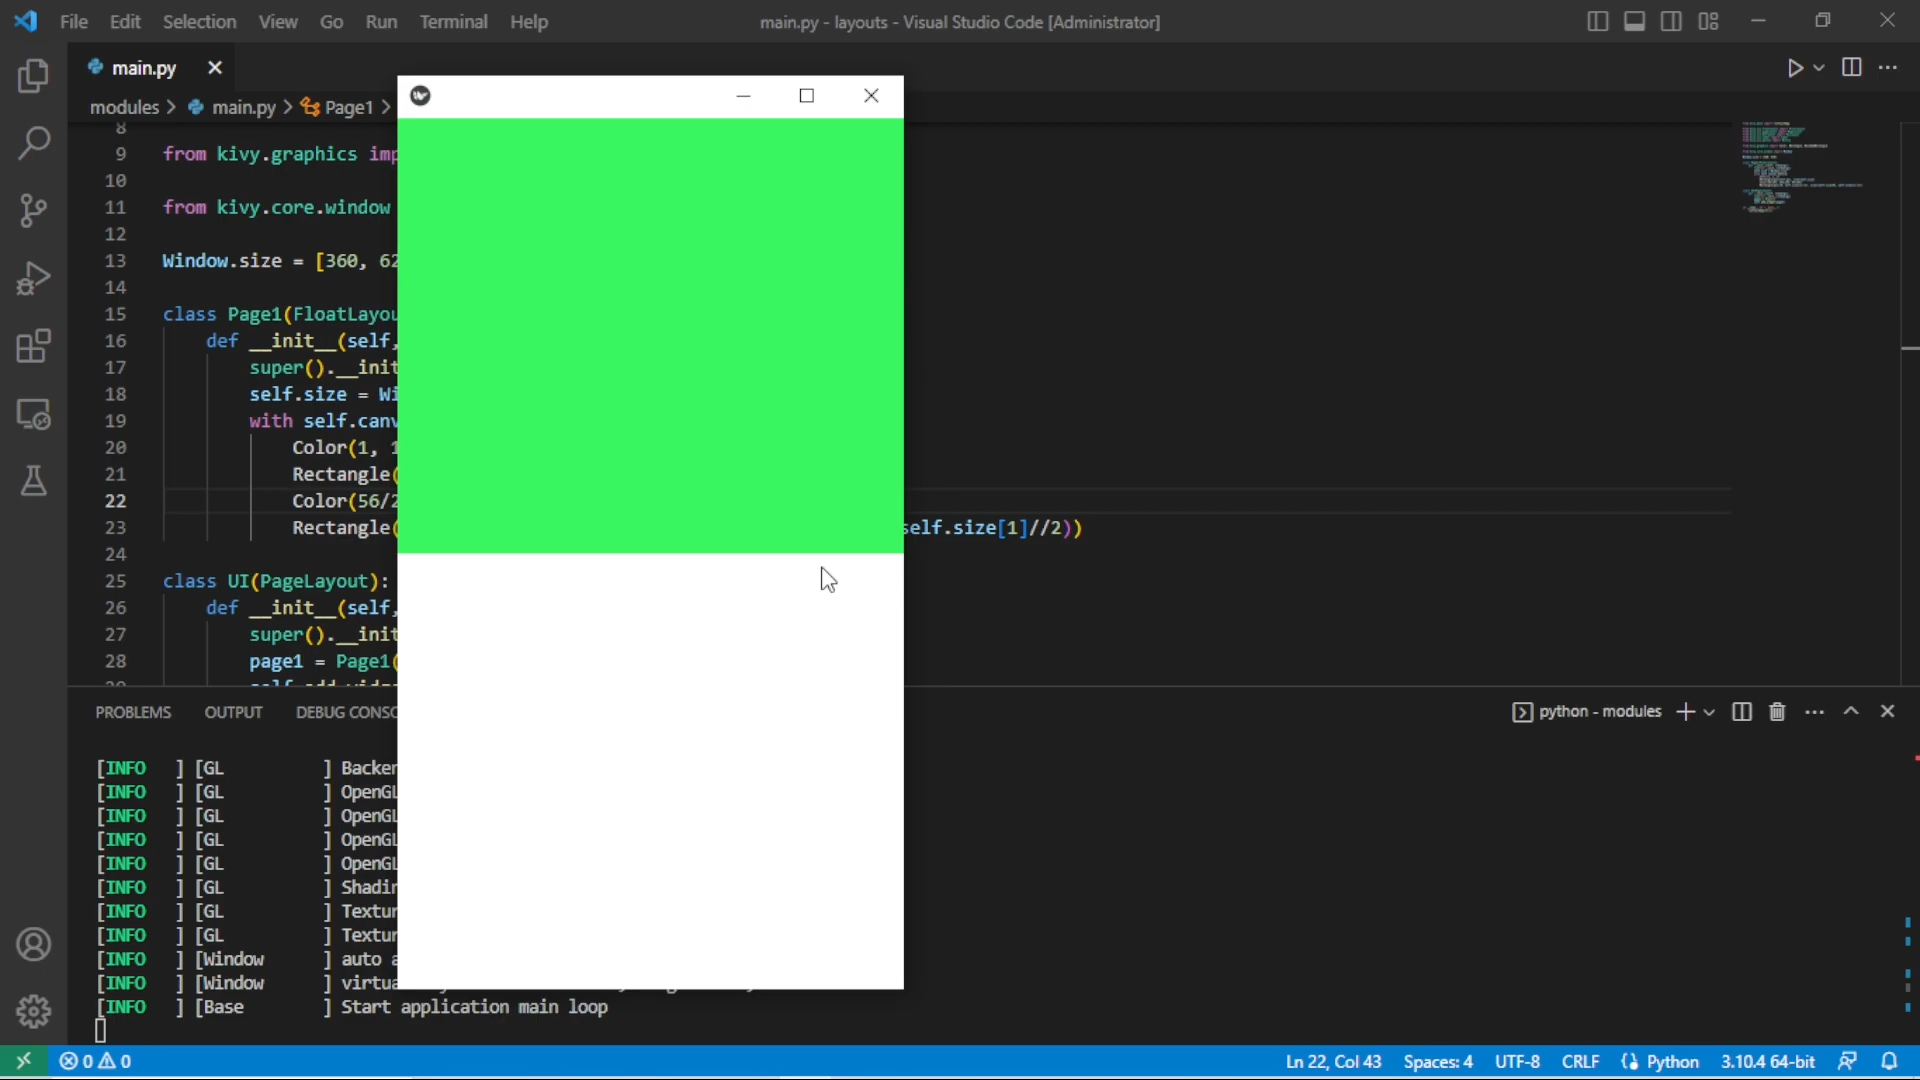 File Edit Selection View Go Run Terminal Help
main.py - layouts - Visual Studio Code [Administrator]
main.py
modules > main.py > Page1 >
8
9 from kivy.graphics imp
10
11 from kivy.core.window
12
13 Window.size = [360, 62
14
15 class Page1(FloatLayou
16 def __init__(self,
17 super().__init
18 self.size = Wi
19 with self.canv
20 Color(1, 1
21 Rectangle(
22 Color(56/2
23 Rectangle( self.size[1]//2))
24
25 class UI(PageLayout):
26 def __init__(self,
27 super().__init
28 page1 = Page1(
PROBLEMS OUTPUT DEBUG CONSC
python - modules
[INFO ] [GL ] Backen
[INFO ] [GL ] OpenGL
[INFO ] [GL ] OpenGL
[INFO ] [GL ] OpenGL
[INFO ] [GL ] OpenGL
[INFO ] [GL ] Shadin
[INFO ] [GL ] Textur
[INFO ] [GL ] Textur
[INFO ] [Window ] auto a
[INFO ] [Window ] virtua
[INFO ] [Base ] Start application main loop
0 0
Ln 22, Col 43 Spaces: 4 UTF-8 CRLF Python 3.10.4 64-bit